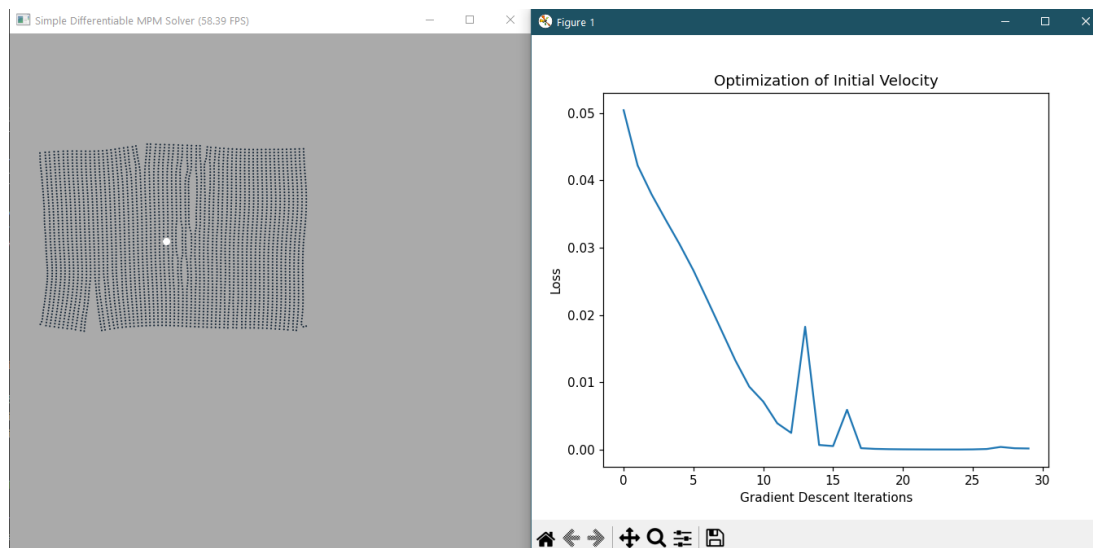 Simple Differentiable MPM Solver (58.39 FPS)
Figure 1
Optimization of Initial Velocity
0.05
0.04
0.03
0.02
0.01
0.00
Loss
0
5
10
15
20
25
30
Gradient Descent Iterations